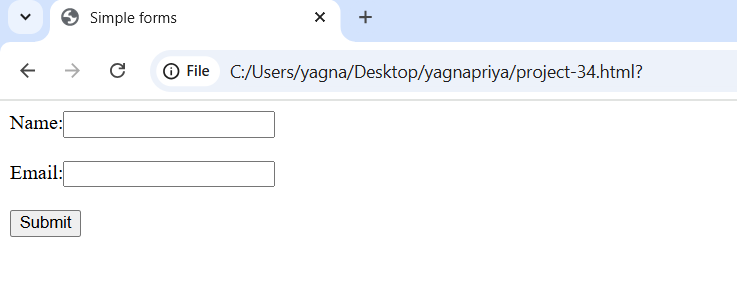 Simple forms
File C:/Users/yagna/Desktop/yagnapriya/project-34.html?
Name:
Email:
Submit